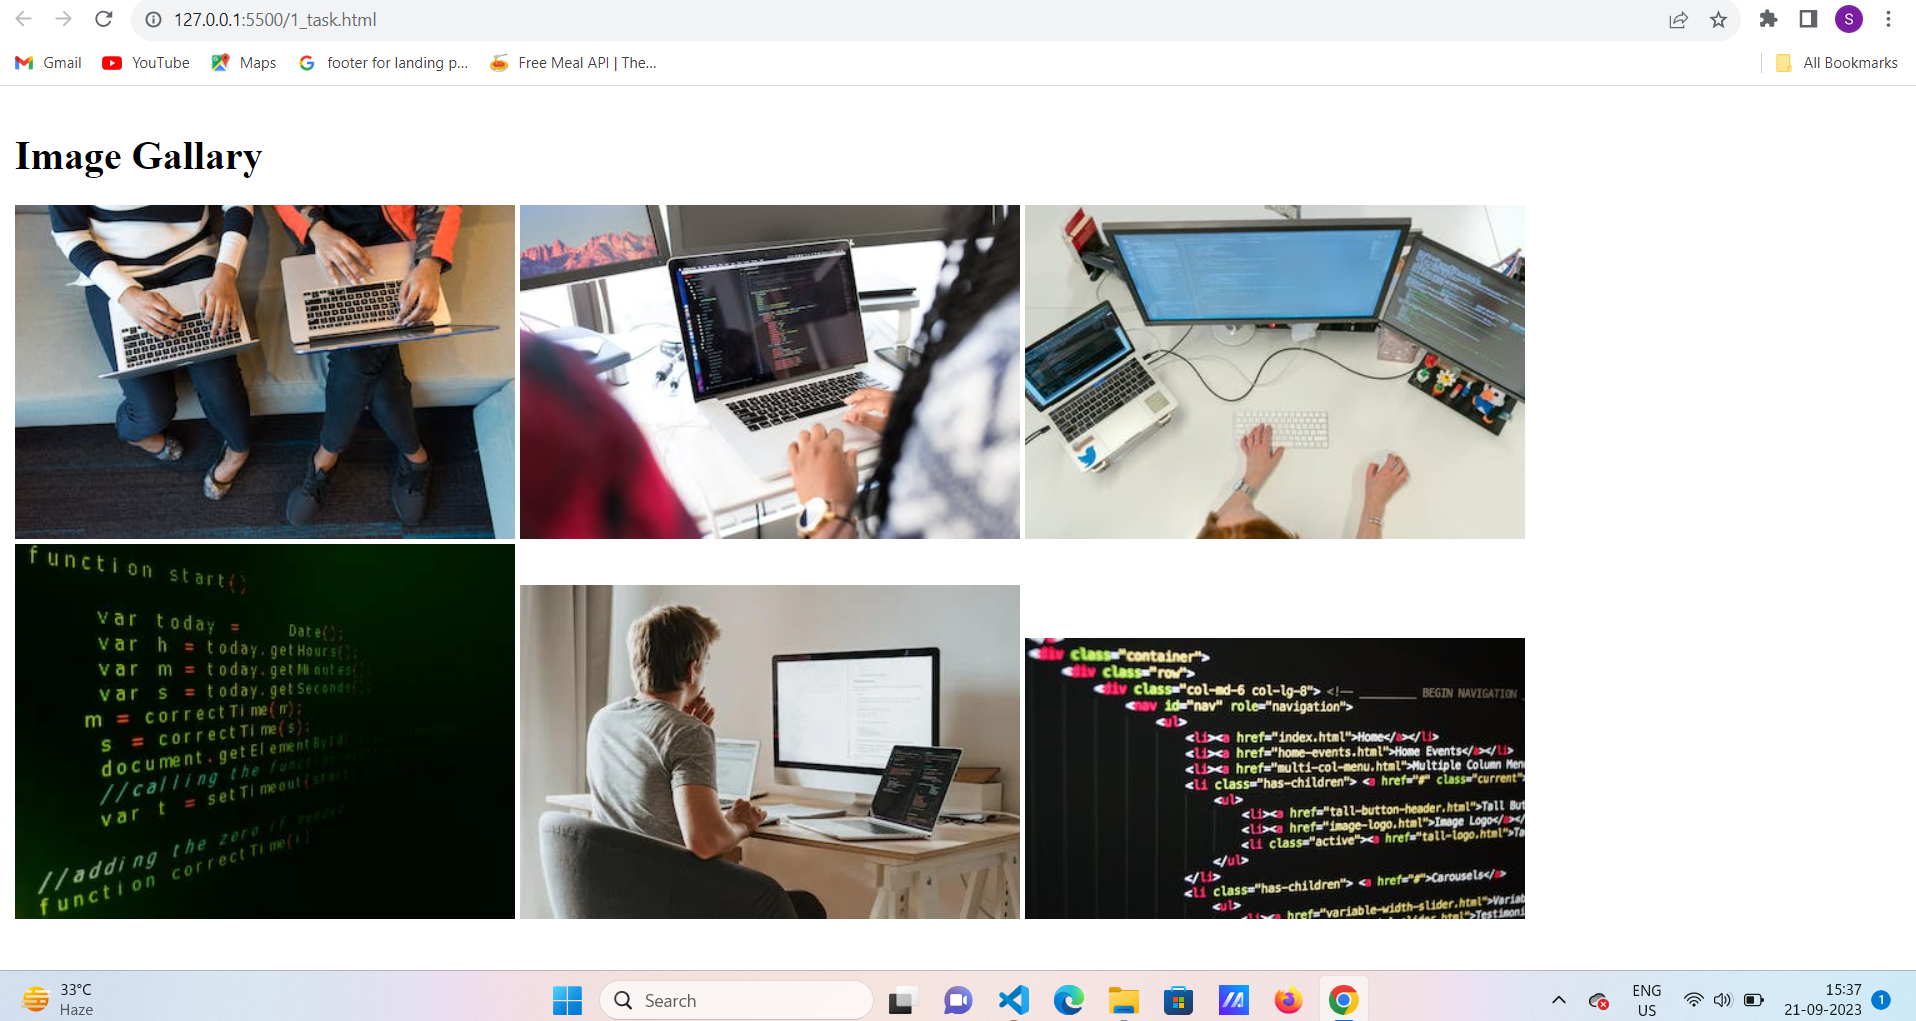 127.0.0.1:5500/1_task.html
S
Gmail
YouTube
Maps
footer for landing p...
Free Meal API | The...
All Bookmarks
Image Gallary
function start()
var today = Date();
var h = today.getHours();
var m = today.getMinutes();
var s = today.getSeconds();
m = correctTime(m);
s = correctTime(s);
document.getElementById(
//calling the
var t = setTimeout(start
//adding the zero if needed
function correctTime(i)
<div class="container">
<div class="row">
<div class="col-md-6 col-lg-8"> <!-- BEGIN NAVIGATION
<nav id="nav" role="navigation">
<ul>
<li><a href="index.html">Home</a></li>
<li><a href="home-events.html">Home Events</a></li>
<li><a href="multi-col-menu.html">Multiple Column Men
<li class="has-children"> <a href="#" class="current"
<ul>
<li><a href="tall-button-header.html">Tall But
<li><a href="image-logo.html">Image Logo</a></
<li class="active"><a href="tall-logo.html">Ta
</ul>
</li>
<li class="has-children"> <a href="#">Carousels</a>
<ul>
<li><a href="variable-width-slider.html">Variab
Testimoni
33°C
Haze
Search
ENG
US
15:37
21-09-2023
1